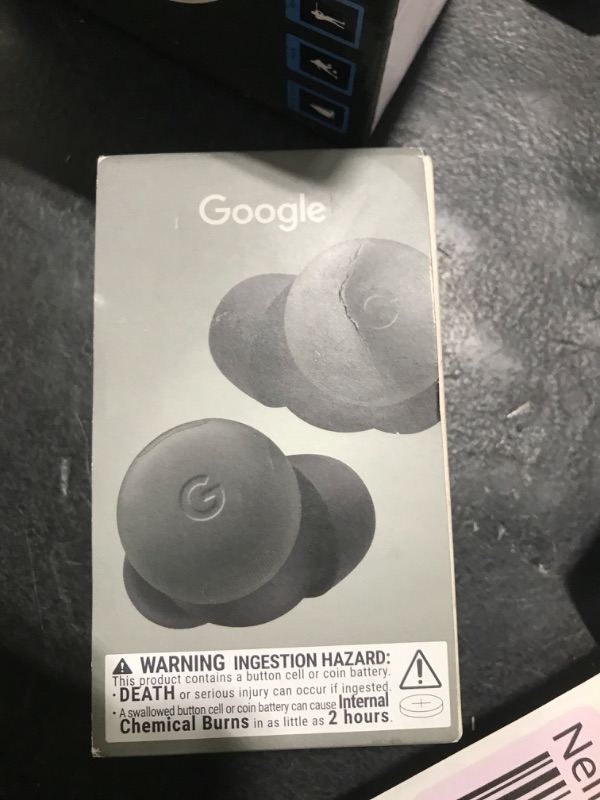 Google
G
G
WARNING INGESTION HAZARD:
This product contains a button cell or coin battery.
· DEATH or serious injury can occur if ingested.
· A swallowed button cell or coin battery can cause Internal
Chemical Burns in as little as 2 hours.